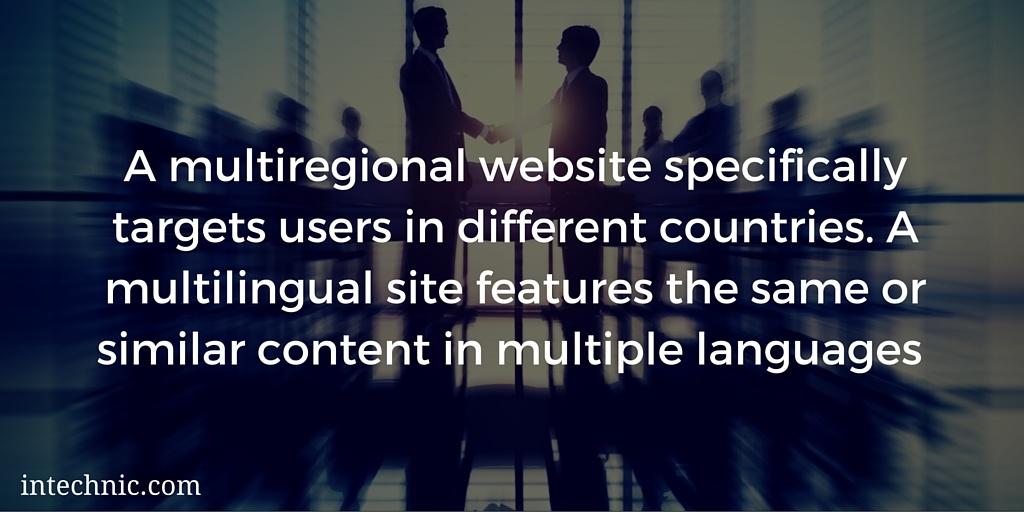 A multiregional website specifically
targets users in different countries. A
multilingual site features the same or
similar content in multiple languages
intechnic.com